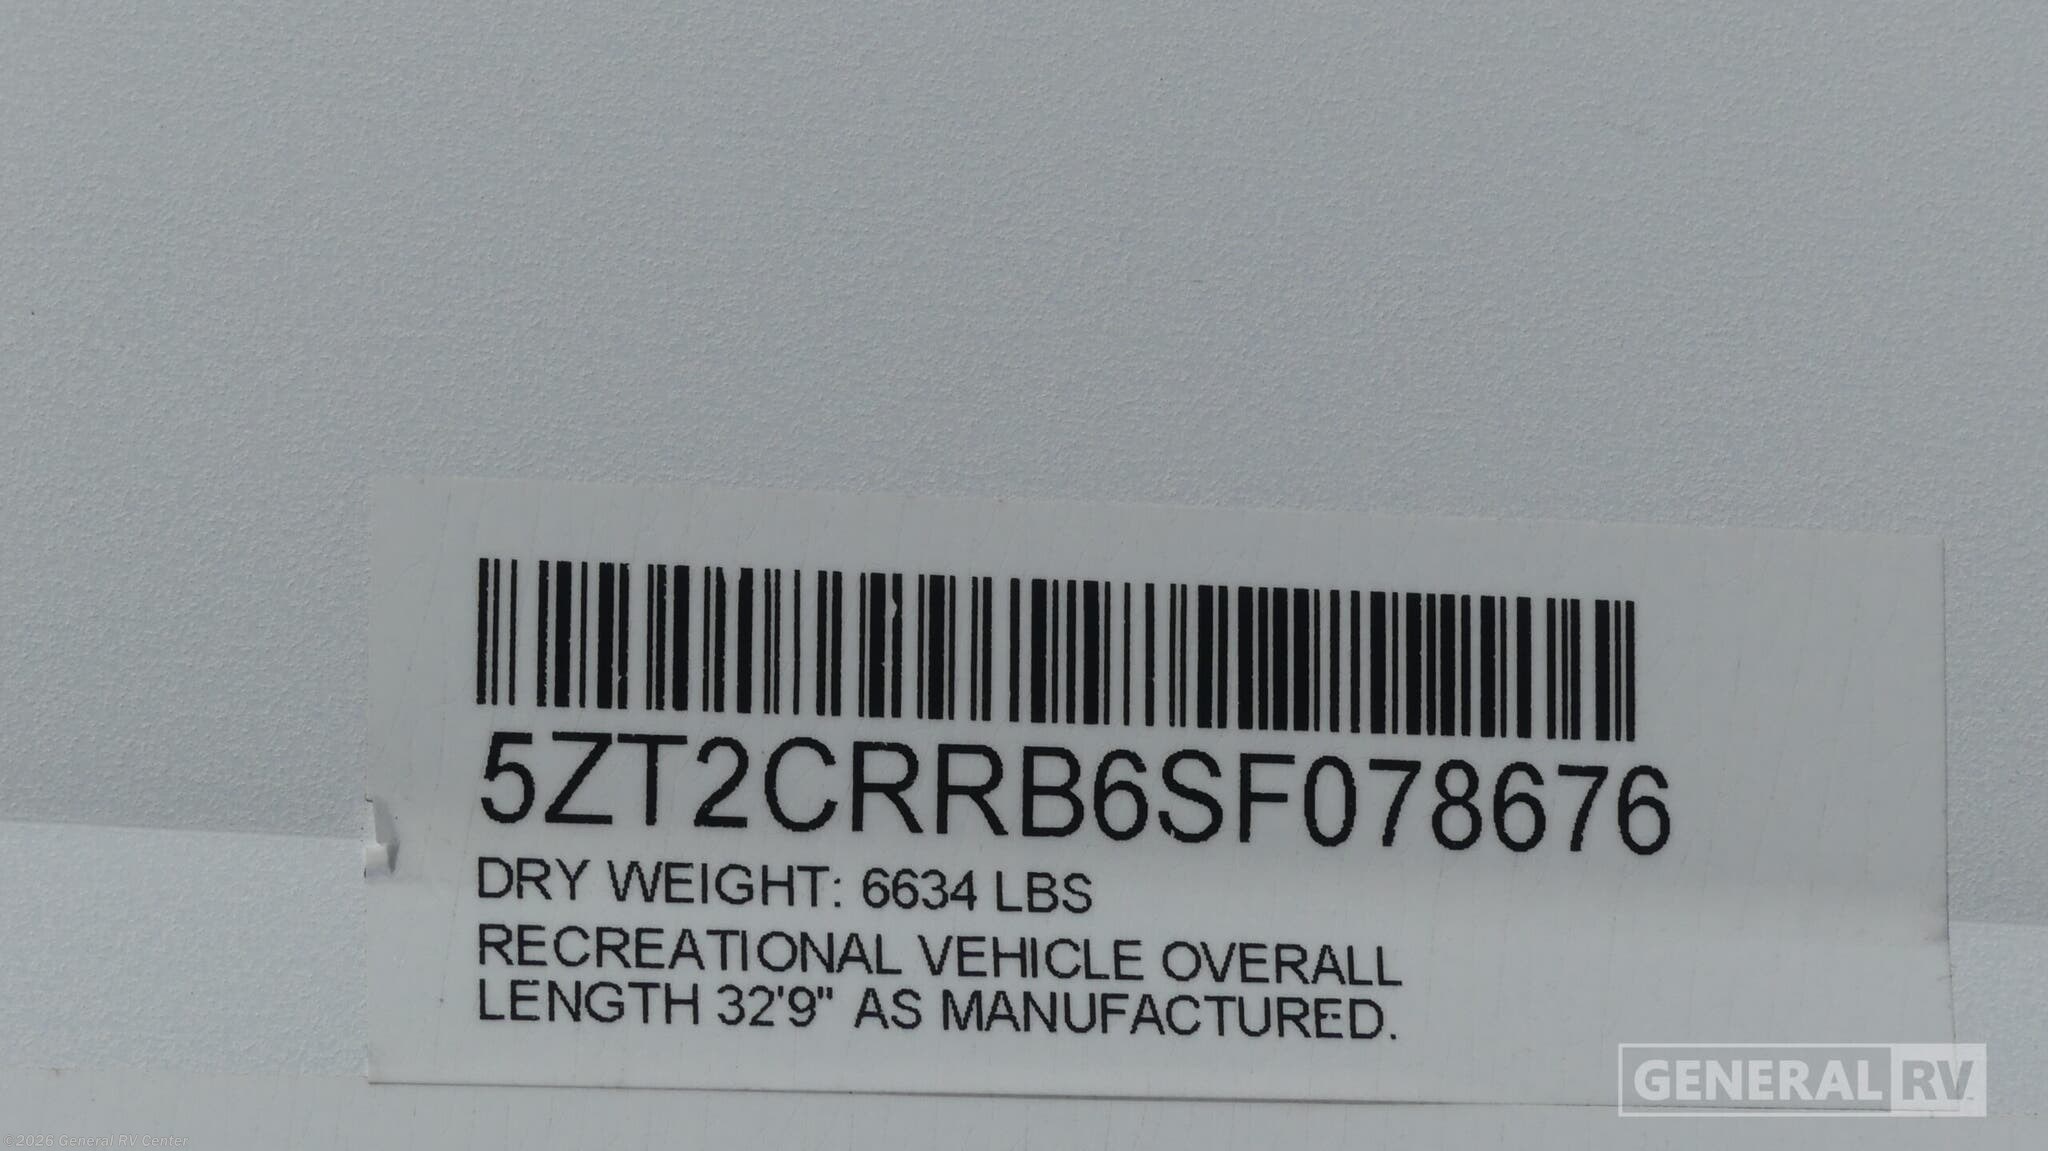 5ZT2CRRB6SF078676
DRY WEIGHT: 6634 LBS
RECREATIONAL VEHICLE OVERALL
LENGTH 32'9" AS MANUFACTURED.
GENERAL RV
©2026 General RV Center